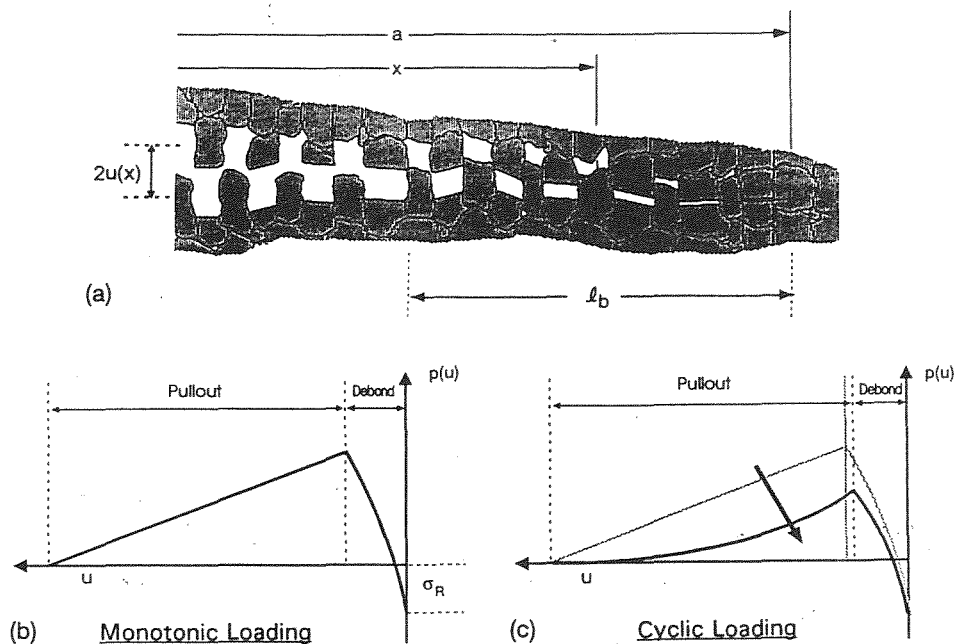 a
x
2u(x)
(a)
ℓb
Pullout
Debond
p(u)
u
σR
(b) Monotonic Loading
Pullout
Debond
p(u)
u
(c) Cyclic Loading